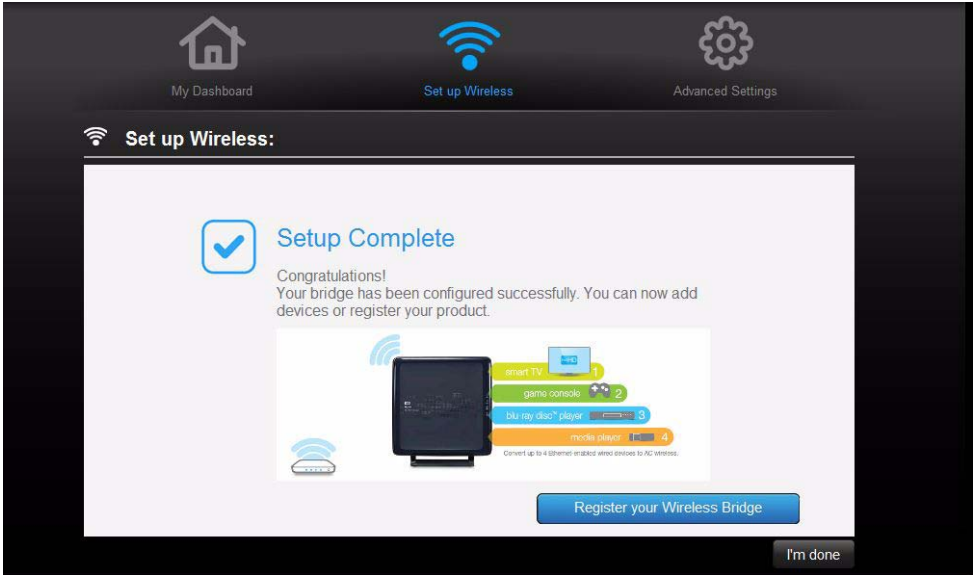 My Dashboard
Set up Wireless
Advanced Settings
Set up Wireless:
Setup Complete
Congratulations!
Your bridge has been configured successfully. You can now add
devices or register your product.
smart TV 1
game console 2
blu-ray disc™ player 3
media player 4
Convert up to 4 Ethernet enabled wired devices to AC wireless.
Register your Wireless Bridge
I'm done